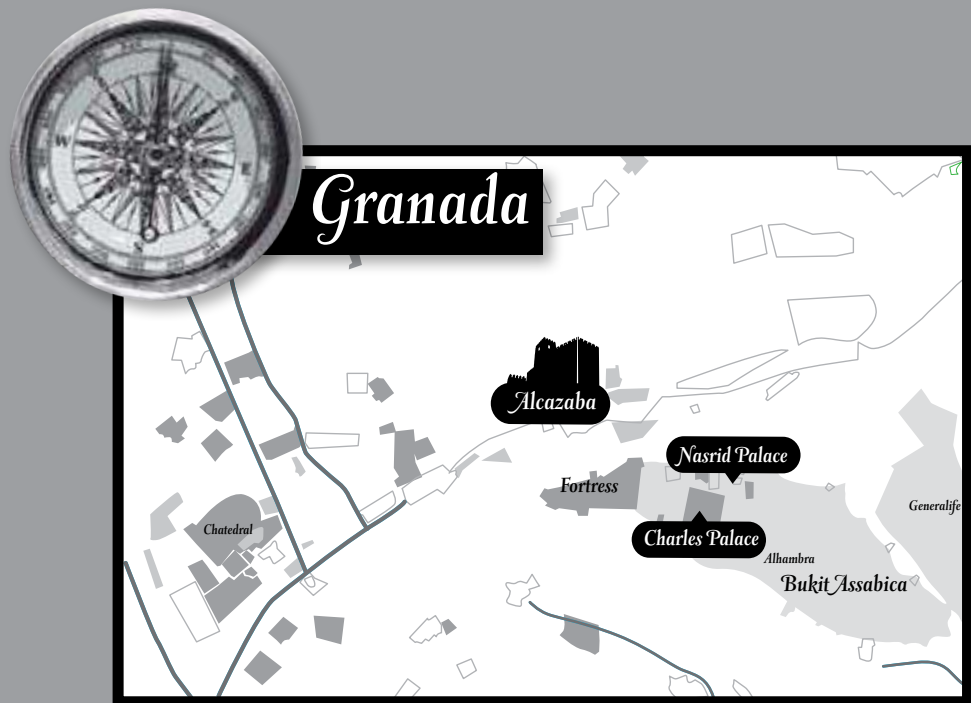 Granada
W
E
Alcazaba
Nasrid Palace
Fortress
Generalife
Chatedral
Charles Palace
Alhambra
Bukit Assabica